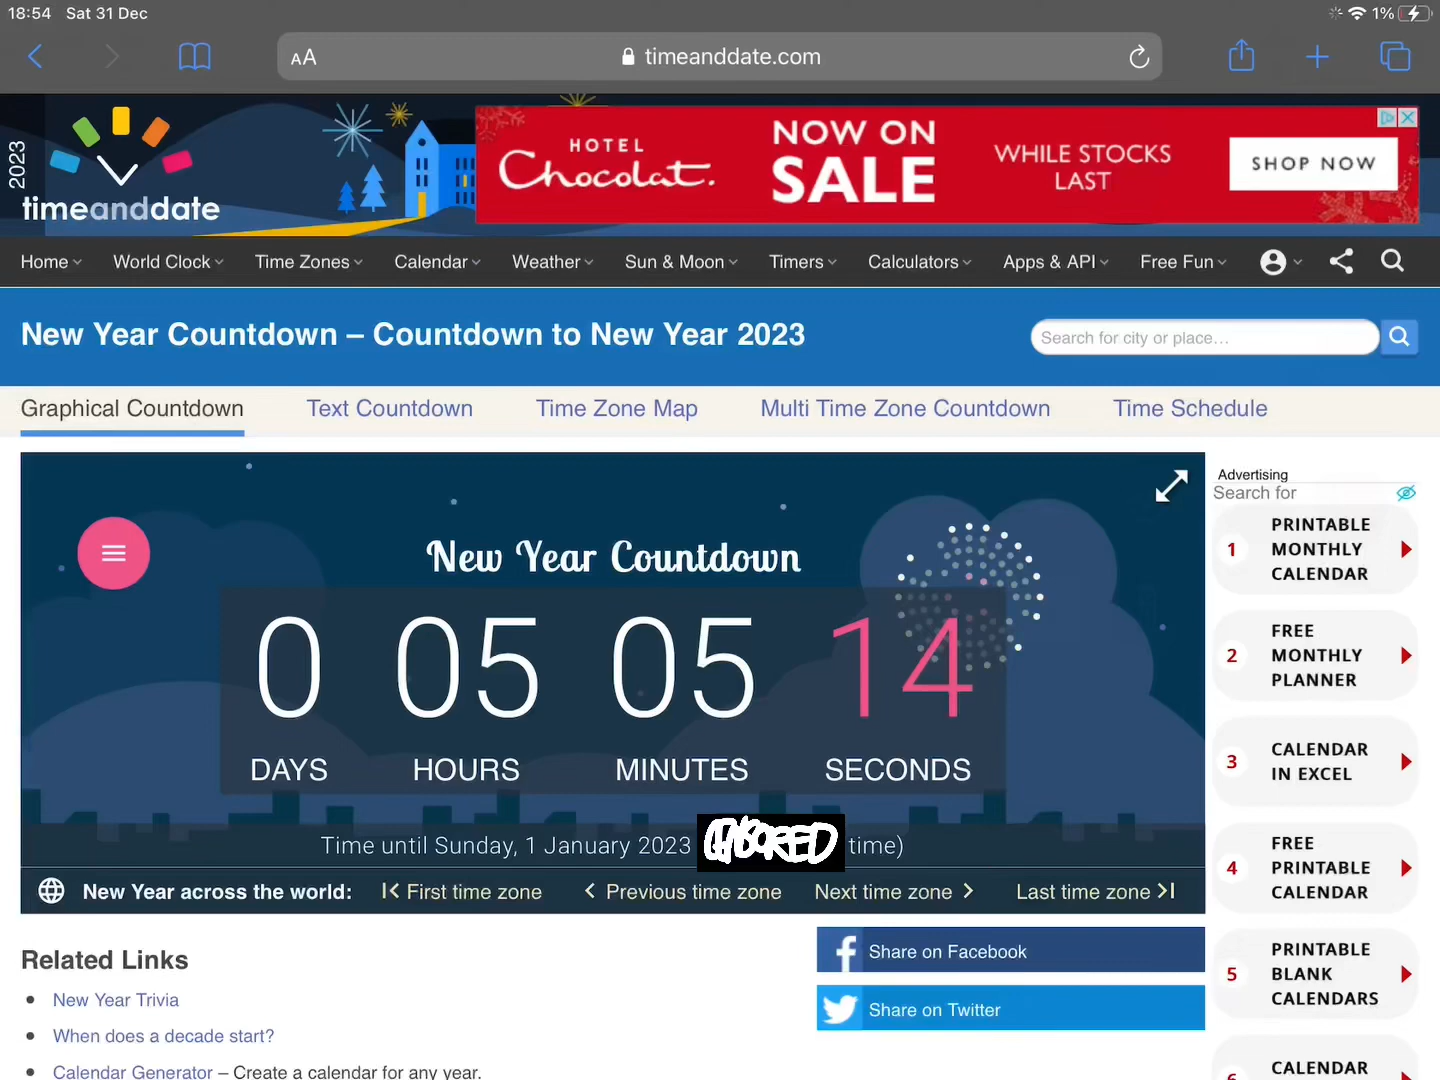 18:54 Sat 31 Dec 1%
AA timeanddate.com
2023
timeanddate
HOTEL
Chocolat.
NOW ON
SALE
WHILE STOCKS
LAST
SHOP NOW
Home World Clock Time Zones Calendar Weather Sun & Moon Timers Calculators Apps & API Free Fun
New Year Countdown – Countdown to New Year 2023
Search for city or place...
Graphical Countdown Text Countdown Time Zone Map Multi Time Zone Countdown Time Schedule
New Year Countdown
0 05 05 14
DAYS HOURS MINUTES SECONDS
Time until Sunday, 1 January 2023 CENSORED time)
New Year across the world: First time zone Previous time zone Next time zone Last time zone
Advertising
Search for
1 PRINTABLE
MONTHLY
CALENDAR
2 FREE
MONTHLY
PLANNER
3 CALENDAR
IN EXCEL
4 FREE
PRINTABLE
CALENDAR
5 PRINTABLE
BLANK
CALENDARS
6 CALENDAR
Related Links
New Year Trivia
When does a decade start?
Calendar Generator – Create a calendar for any year.
Share on Facebook
Share on Twitter